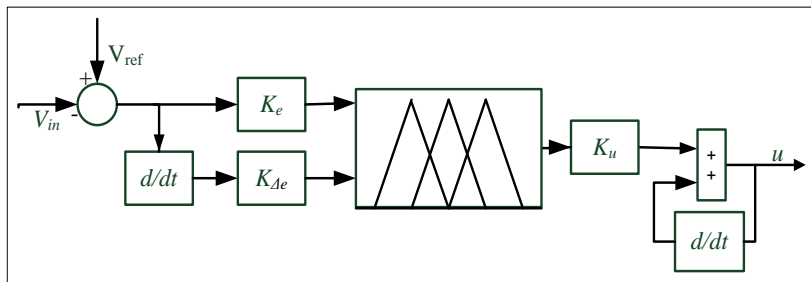 V_ref
+
V_in
-
K_e
d/dt
K_Δe
K_u
+
+
u
d/dt